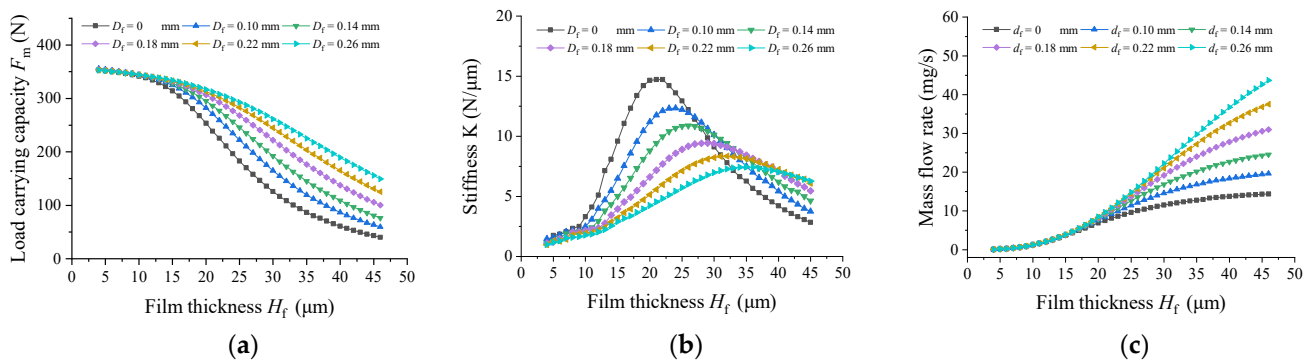 D_f = 0 mm D_f = 0.10 mm D_f = 0.14 mm
D_f = 0.18 mm D_f = 0.22 mm D_f = 0.26 mm
Load carrying capacity F_m (N)
400
300
200
100
0
0 5 10 15 20 25 30 35 40 45 50
Film thickness H_f (μm)
(a)
D_f = 0 mm D_f = 0.10 mm D_f = 0.14 mm
D_f = 0.18 mm D_f = 0.22 mm D_f = 0.26 mm
Stiffness K (N/μm)
20
15
10
5
0
0 5 10 15 20 25 30 35 40 45 50
Film thickness H_f (μm)
(b)
d_f = 0 mm d_f = 0.10 mm d_f = 0.14 mm
d_f = 0.18 mm d_f = 0.22 mm d_f = 0.26 mm
Mass flow rate (mg/s)
60
50
40
30
20
10
0
0 5 10 15 20 25 30 35 40 45 50
Film thickness H_f (μm)
(c)